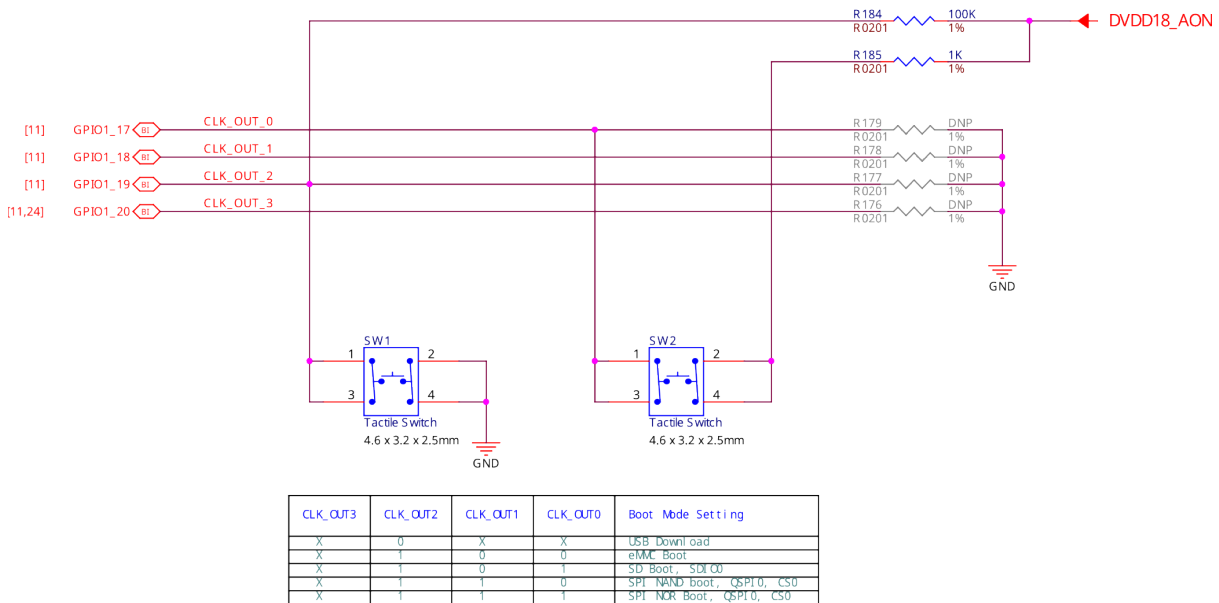 R184 100K
R0201 1%
DVDD18_AON
R185 1K
R0201 1%
[11] GPIO1_17 BI CLK_OUT_0 R179 DNP
R0201 1%
[11] GPIO1_18 BI CLK_OUT_1 R178 DNP
R0201 1%
[11] GPIO1_19 BI CLK_OUT_2 R177 DNP
R0201 1%
[11,24] GPIO1_20 BI CLK_OUT_3 R176 DNP
R0201 1%
GND
SW1
1 2
3 4
Tactile Switch
4.6 x 3.2 x 2.5mm
GND
SW2
1 2
3 4
Tactile Switch
4.6 x 3.2 x 2.5mm
CLK_OUT3 CLK_OUT2 CLK_OUT1 CLK_OUT0 Boot Mode Setting
X 0 X X USB Download
X 1 0 0 eMMC Boot
X 1 0 1 SD Boot, SDIO0
X 1 1 0 SPI NAND boot, QSPI0, CS0
X 1 1 1 SPI NOR Boot, QSPI0, CS0